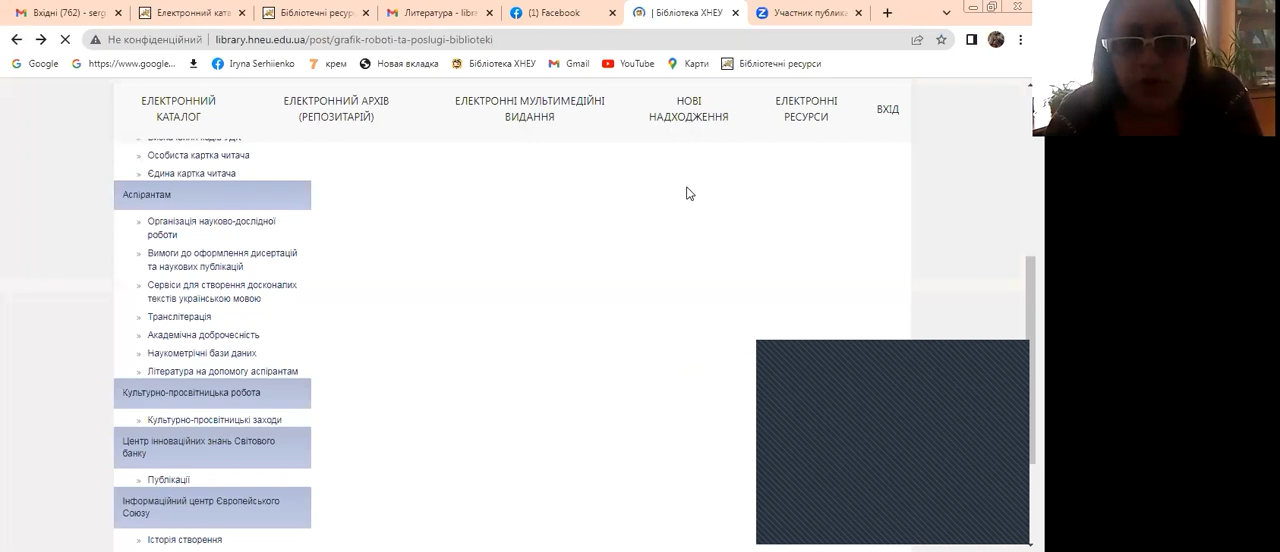 Вхідні (762) - serg
Електронний ката
Бібліотечні ресур
Литература - libre
(1) Facebook
| Бібліотека ХНЕУ
Участник публика
Не конфіденційний | library.hneu.edu.ua/post/grafik-roboti-ta-poslugi-biblioteki
Google
https://www.google...
Iryna Serhiienko
крем
Новая вкладка
Бібліотека ХНЕУ
Gmail
YouTube
Карти
Бібліотечні ресурси
ЕЛЕКТРОННИЙ
КАТАЛОГ
ЕЛЕКТРОННИЙ АРХІВ
(РЕПОЗИТАРІЙ)
ЕЛЕКТРОННІ МУЛЬТИМЕДІЙНІ
ВИДАННЯ
НОВІ
НАДХОДЖЕННЯ
ЕЛЕКТРОННІ
РЕСУРСИ
ВХІД
Особиста картка читача
Єдина картка читача
Аспірантам
Організація науково-дослідної
роботи
Вимоги до оформлення дисертацій
та наукових публікацій
Сервіси для створення досконалих
текстів українською мовою
Транслітерація
Академічна доброчесність
Наукометричні бази даних
Література на допомогу аспірантам
Культурно-просвітницька робота
Культурно-просвітницькі заходи
Центр інноваційних знань Світового
банку
Публікації
Інформаційний центр Європейського
Союзу
Історія створення